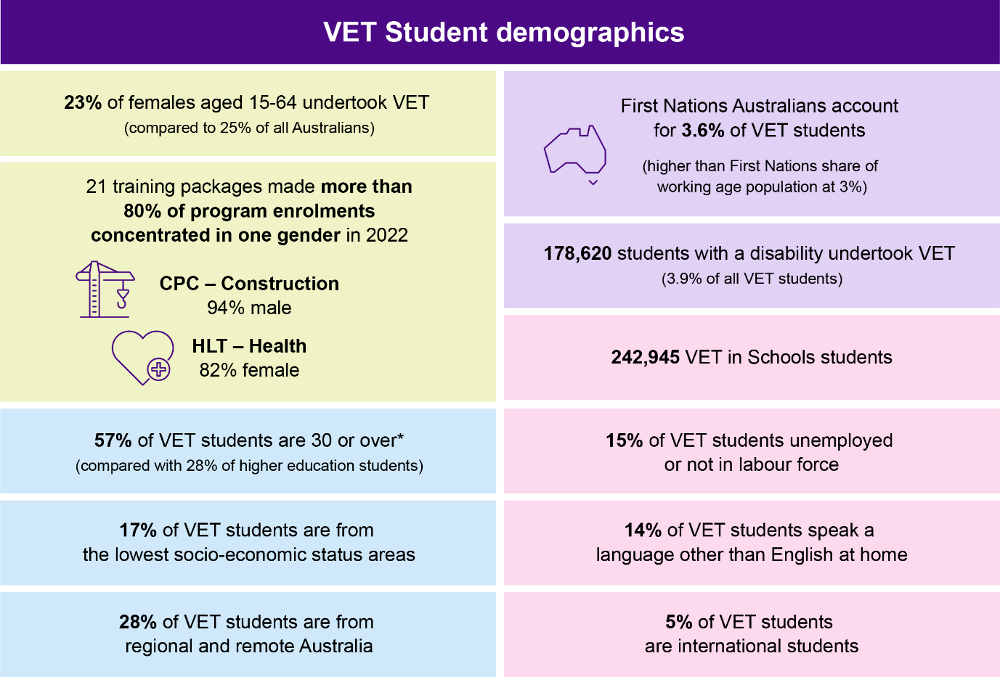 VET Student demographics
23% of females aged 15-64 undertook VET
(compared to 25% of all Australians)
21 training packages made more than
80% of program enrolments
concentrated in one gender in 2022
CPC – Construction
94% male
HLT – Health
82% female
57% of VET students are 30 or over*
(compared with 28% of higher education students)
17% of VET students are from
the lowest socio-economic status areas
28% of VET students are from
regional and remote Australia
First Nations Australians account
for 3.6% of VET students
(higher than First Nations share of
working age population at 3%)
178,620 students with a disability undertook VET
(3.9% of all VET students)
242,945 VET in Schools students
15% of VET students unemployed
or not in labour force
14% of VET students speak a
language other than English at home
5% of VET students
are international students